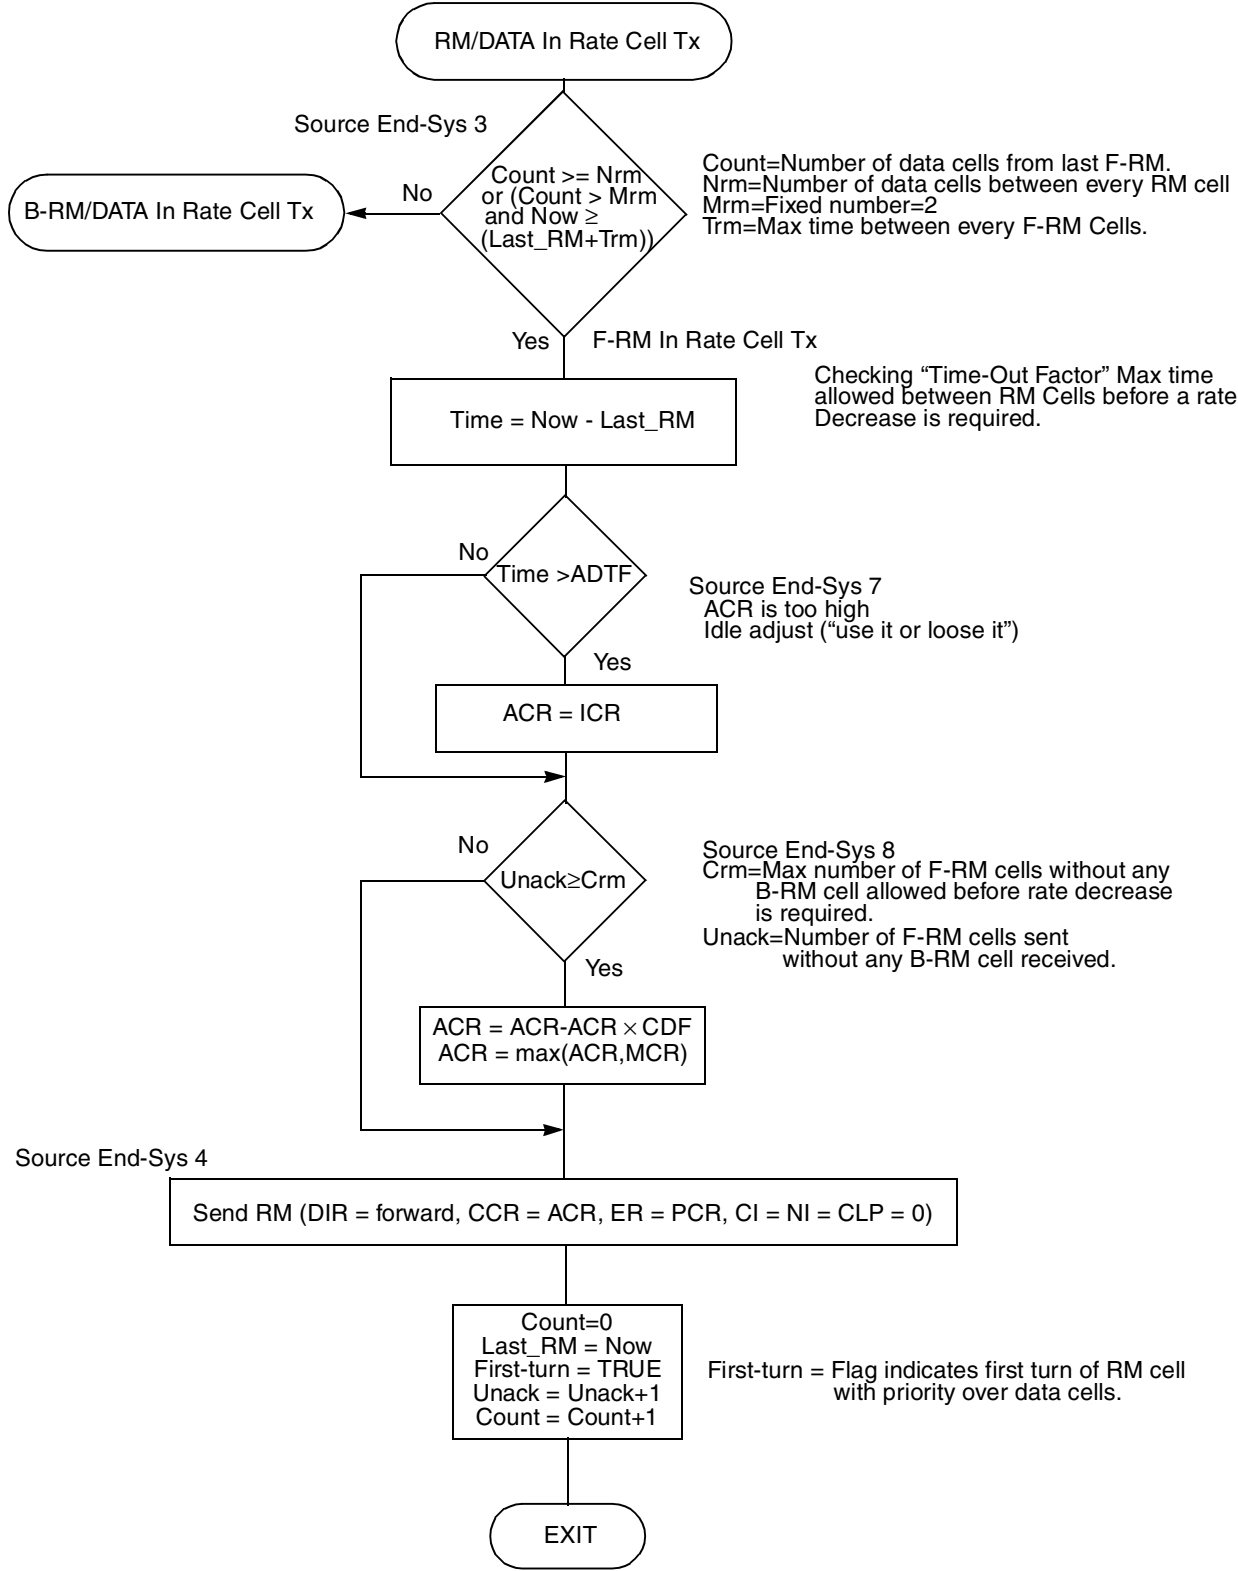 RM/DATA In Rate Cell Tx
Source End-Sys 3
Count >= Nrm
or (Count > Mrm
and Now ≥
(Last_RM+Trm))
No
B-RM/DATA In Rate Cell Tx
Count=Number of data cells from last F-RM.
Nrm=Number of data cells between every RM cell
Mrm=Fixed number=2
Trm=Max time between every F-RM Cells.
Yes
F-RM In Rate Cell Tx
Checking “Time-Out Factor” Max time
allowed between RM Cells before a rate
Decrease is required.
Time = Now - Last_RM
No
Time >ADTF
Source End-Sys 7
ACR is too high
Idle adjust (“use it or loose it”)
Yes
ACR = ICR
No
Unack≥Crm
Source End-Sys 8
Crm=Max number of F-RM cells without any
B-RM cell allowed before rate decrease
is required.
Unack=Number of F-RM cells sent
without any B-RM cell received.
Yes
ACR = ACR-ACR × CDF
ACR = max(ACR,MCR)
Source End-Sys 4
Send RM (DIR = forward, CCR = ACR, ER = PCR, CI = NI = CLP = 0)
Count=0
Last_RM = Now
First-turn = TRUE
Unack = Unack+1
Count = Count+1
First-turn = Flag indicates first turn of RM cell
with priority over data cells.
EXIT